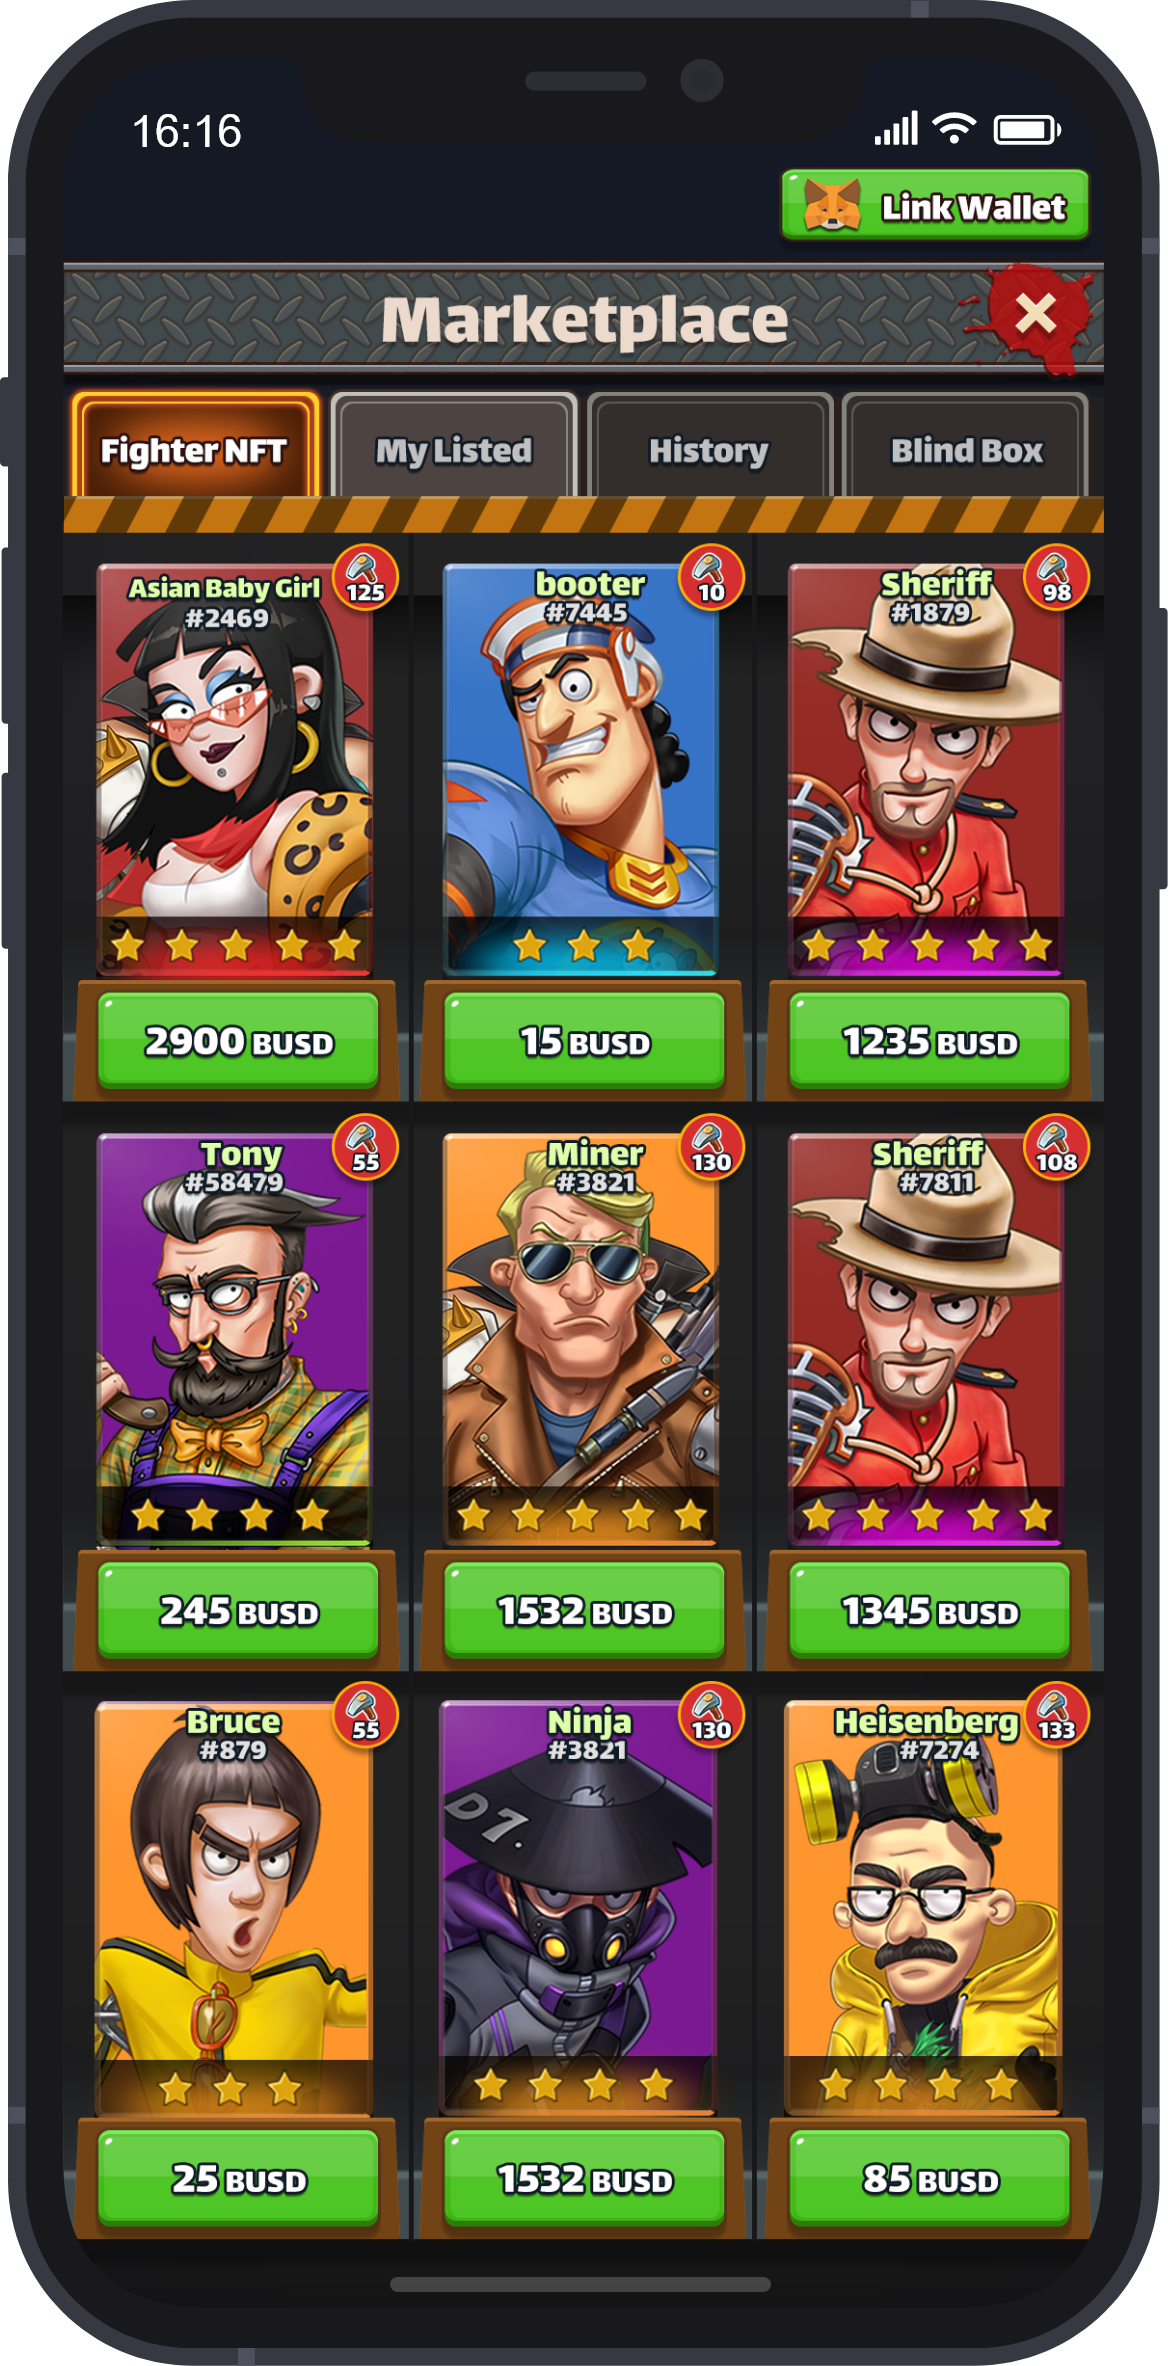 16:16
Link Wallet
Marketplace
Fighter NFT
My Listed
History
Blind Box
Asian Baby Girl
#2469
125
2900 BUSD
booter
#7445
10
15 BUSD
Sheriff
#1879
98
1235 BUSD
Tony
#58479
55
245 BUSD
Miner
#3821
130
1532 BUSD
Sheriff
#7811
108
1345 BUSD
Bruce
#879
55
25 BUSD
Ninja
#3821
130
D7.
1532 BUSD
Heisenberg
#7274
133
85 BUSD